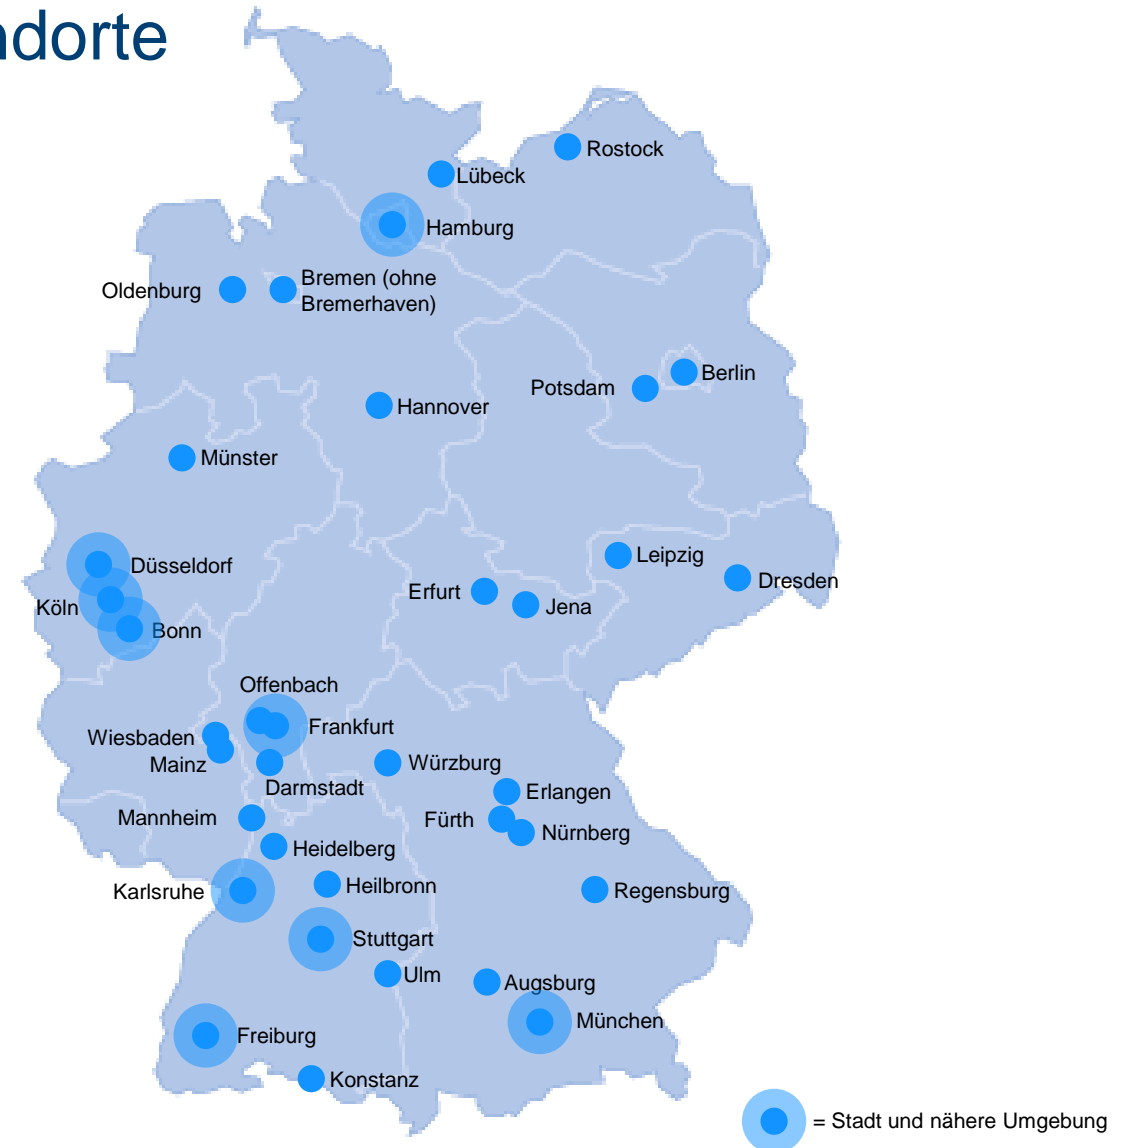 ndorte
Rostock
Lübeck
Hamburg
Bremen (ohne
Bremerhaven)
Oldenburg
Berlin
Potsdam
Hannover
Münster
Leipzig
Düsseldorf
Dresden
Erfurt
Jena
Köln
Bonn
Offenbach
Frankfurt
Wiesbaden
Mainz
Würzburg
Darmstadt
Erlangen
Mannheim
Fürth
Nürnberg
Heidelberg
Karlsruhe
Heilbronn
Regensburg
Stuttgart
Ulm
Augsburg
München
Freiburg
Konstanz
= Stadt und nähere Umgebung